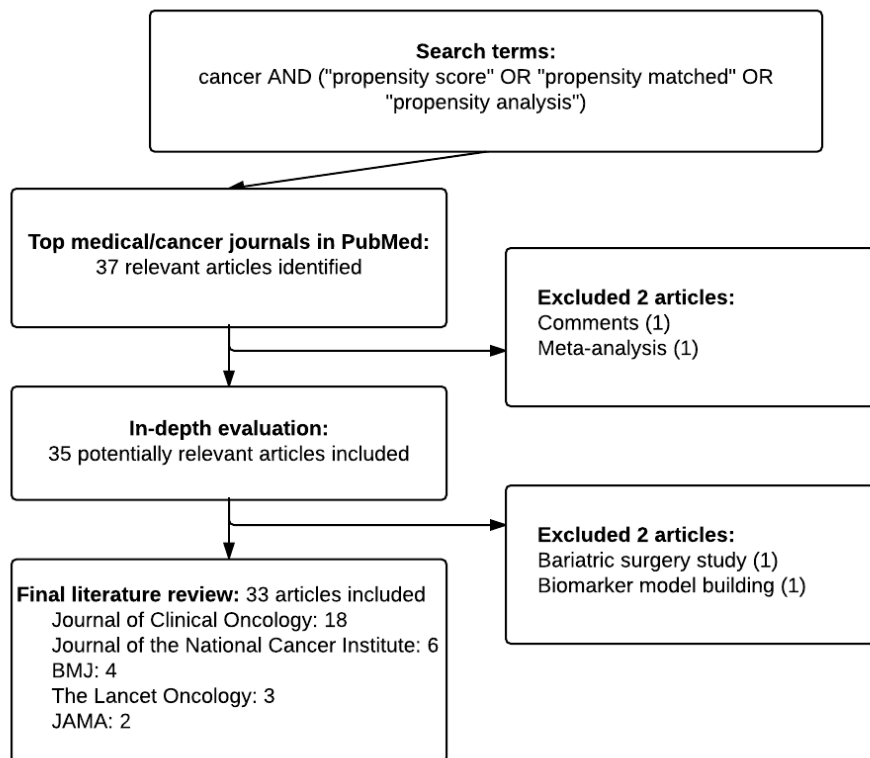 Search terms:
cancer AND ("propensity score" OR "propensity matched" OR
"propensity analysis")
Top medical/cancer journals in PubMed:
37 relevant articles identified
Excluded 2 articles:
Comments (1)
Meta-analysis (1)
In-depth evaluation:
35 potentially relevant articles included
Excluded 2 articles:
Bariatric surgery study (1)
Biomarker model building (1)
Final literature review: 33 articles included
Journal of Clinical Oncology: 18
Journal of the National Cancer Institute: 6
BMJ: 4
The Lancet Oncology: 3
JAMA: 2